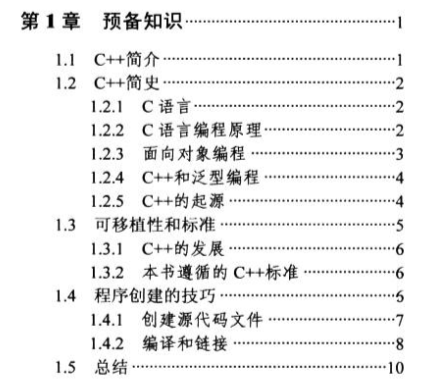 第1章 预备知识……………………………1
1.1 C++简介……………………………1
1.2 C++简史……………………………2
1.2.1 C语言……………………………2
1.2.2 C语言编程原理……………………………2
1.2.3 面向对象编程……………………………3
1.2.4 C++和泛型编程……………………………4
1.2.5 C++的起源……………………………4
1.3 可移植性和标准……………………………5
1.3.1 C++的发展……………………………6
1.3.2 本书遵循的C++标准……………………………6
1.4 程序创建的技巧……………………………6
1.4.1 创建源代码文件……………………………7
1.4.2 编译和链接……………………………8
1.5 总结……………………………10